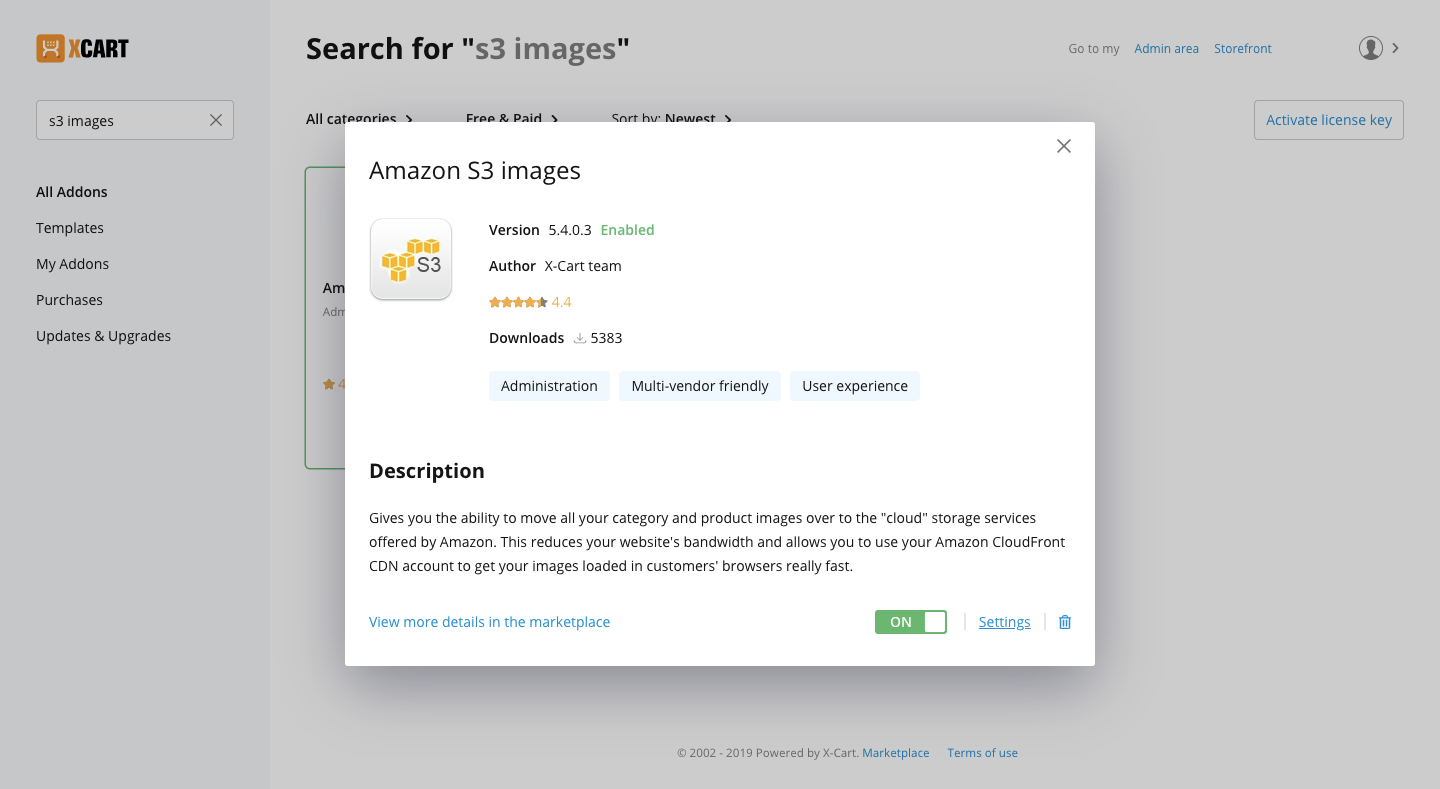 XCART
Search for "s3 images"
Go to my Admin area Storefront
s3 images
All categories Free & Paid Sort by: Newest
Activate license key
All Addons
Templates
My Addons
Purchases
Updates & Upgrades
Am
Adm
4
Amazon S3 images
S3
Version 5.4.0.3 Enabled
Author X-Cart team
4.4
Downloads 5383
Administration Multi-vendor friendly User experience
Description
Gives you the ability to move all your category and product images over to the "cloud" storage services
offered by Amazon. This reduces your website's bandwidth and allows you to use your Amazon CloudFront
CDN account to get your images loaded in customers' browsers really fast.
View more details in the marketplace ON Settings
© 2002 - 2019 Powered by X-Cart. Marketplace Terms of use